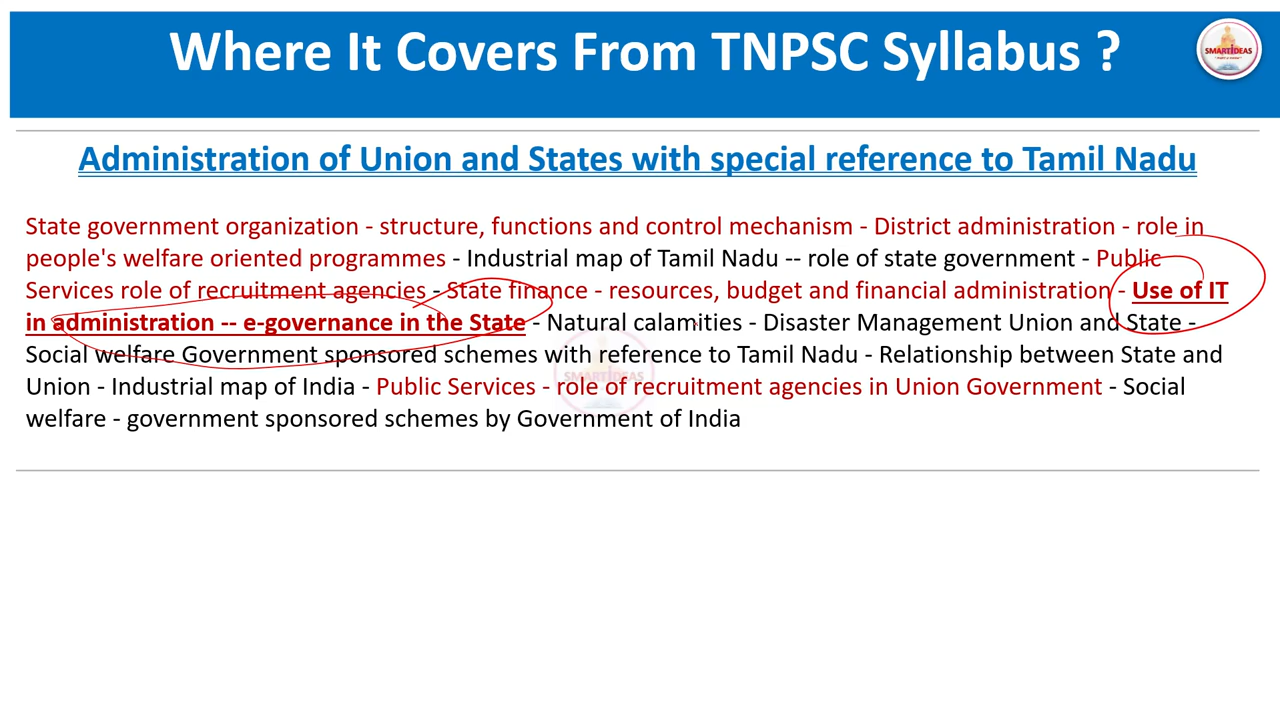 Where It Covers From TNPSC Syllabus ?
SMARTIDEAS
Administration of Union and States with special reference to Tamil Nadu
State government organization - structure, functions and control mechanism - District administration - role in
people's welfare oriented programmes - Industrial map of Tamil Nadu -- role of state government - Public
Services role of recruitment agencies - State finance - resources, budget and financial administration - Use of IT
in administration -- e-governance in the State - Natural calamities - Disaster Management Union and State -
Social welfare Government sponsored schemes with reference to Tamil Nadu - Relationship between State and
Union - Industrial map of India - Public Services - role of recruitment agencies in Union Government - Social
welfare - government sponsored schemes by Government of India
SMARTIDEAS